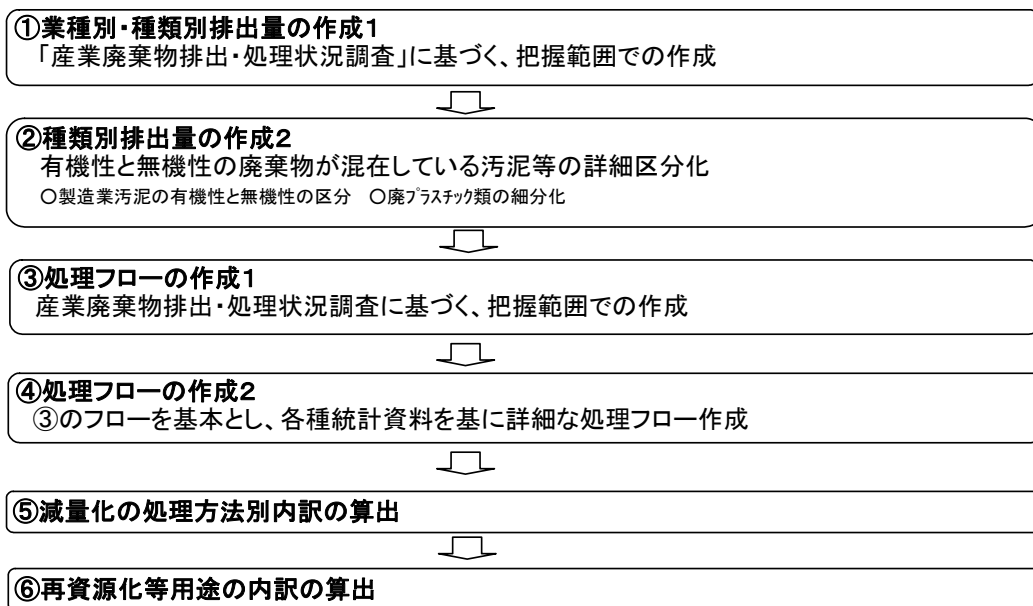 ①業種別・種類別排出量の作成1
「産業廃棄物排出・処理状況調査」に基づく、把握範囲での作成
②種類別排出量の作成2
有機性と無機性の廃棄物が混在している汚泥等の詳細区分化
○製造業汚泥の有機性と無機性の区分　○廃ﾌﾟﾗｽﾁｯｸ類の細分化
③処理フローの作成1
産業廃棄物排出・処理状況調査に基づく、把握範囲での作成
④処理フローの作成2
③のフローを基本とし、各種統計資料を基に詳細な処理フロー作成
⑤減量化の処理方法別内訳の算出
⑥再資源化等用途の内訳の算出